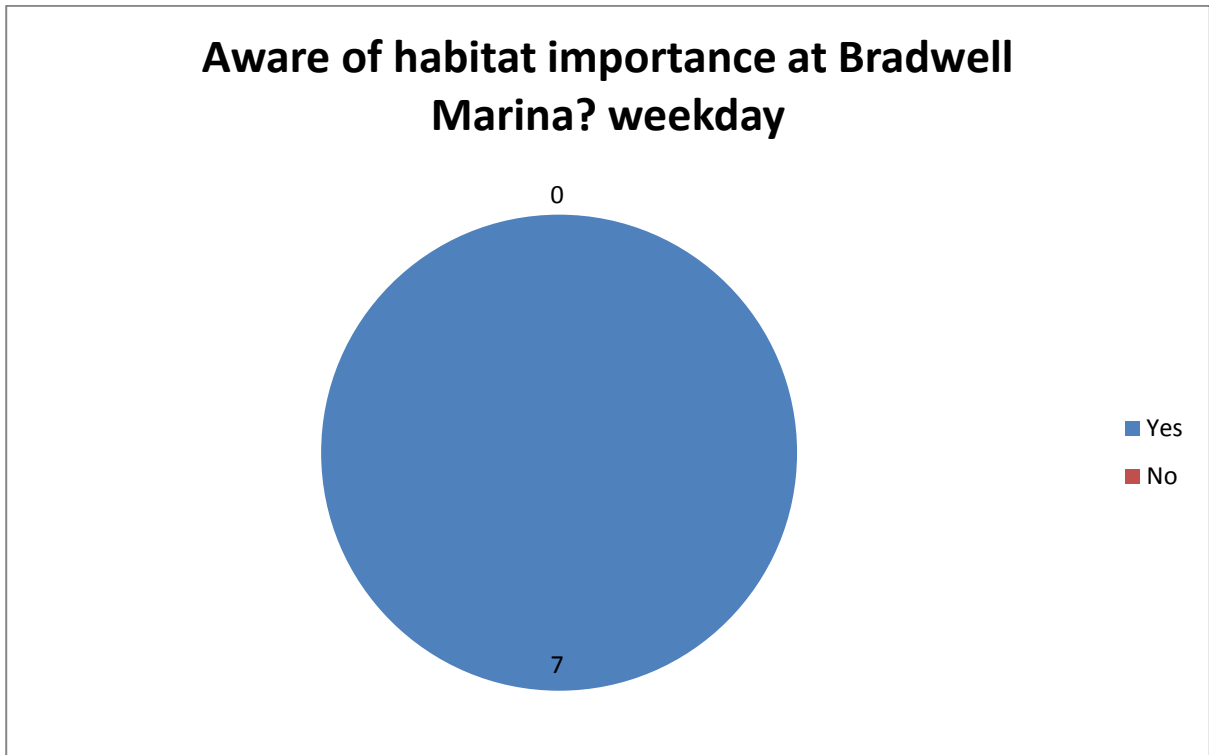 Aware of habitat importance at Bradwell
Marina? weekday
0
7
Yes
No